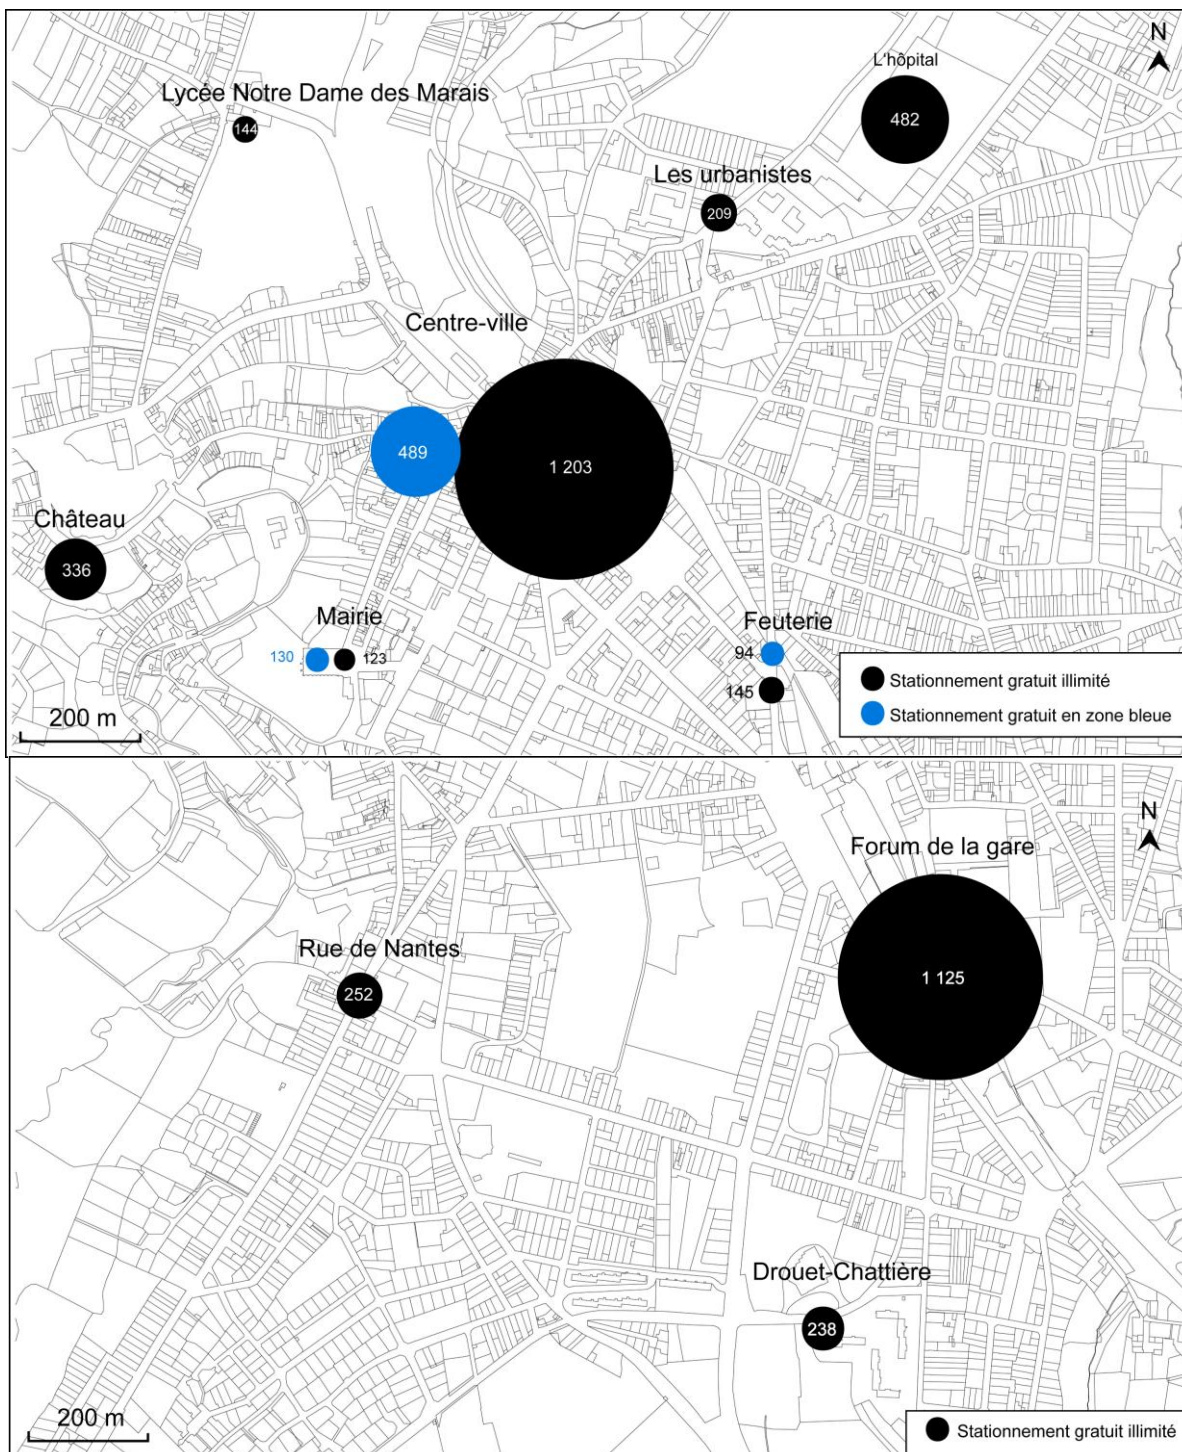 N
L'hôpital
482
Lycée Notre Dame des Marais
144
Les urbanistes
209
Centre-ville
489
1 203
Château
336
Mairie
130
123
Feuterie
94
145
Stationnement gratuit illimité
Stationnement gratuit en zone bleue
200 m
N
Forum de la gare
1 125
Rue de Nantes
252
Drouet-Chattière
238
200 m
Stationnement gratuit illimité